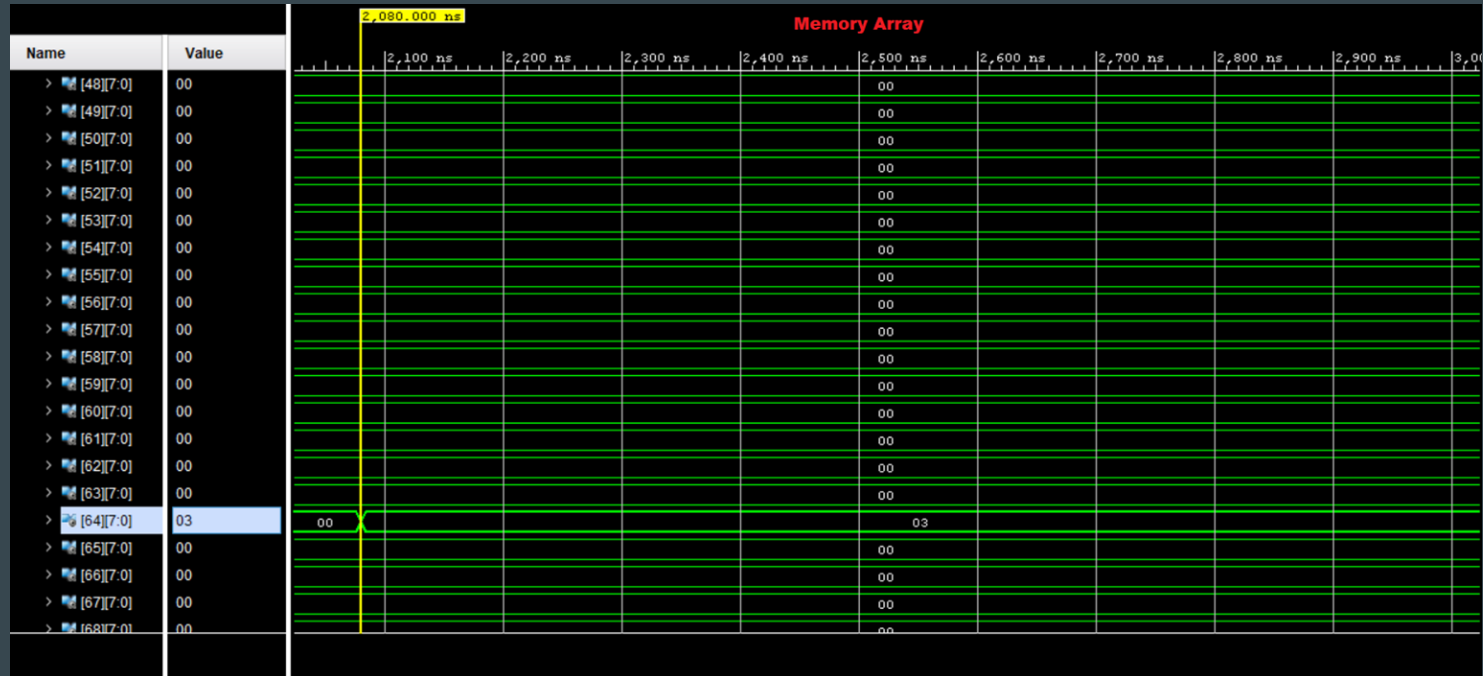 2,080.000 ns
Memory Array
Name Value
2,100 ns 2,200 ns 2,300 ns 2,400 ns 2,500 ns 2,600 ns 2,700 ns 2,800 ns 2,900 ns 3,00
> [48][7:0] 00 00
> [49][7:0] 00 00
> [50][7:0] 00 00
> [51][7:0] 00 00
> [52][7:0] 00 00
> [53][7:0] 00 00
> [54][7:0] 00 00
> [55][7:0] 00 00
> [56][7:0] 00 00
> [57][7:0] 00 00
> [58][7:0] 00 00
> [59][7:0] 00 00
> [60][7:0] 00 00
> [61][7:0] 00 00
> [62][7:0] 00 00
> [63][7:0] 00 00
> [64][7:0] 03 00 03
> [65][7:0] 00 00
> [66][7:0] 00 00
> [67][7:0] 00 00
> [68][7:0] 00 00